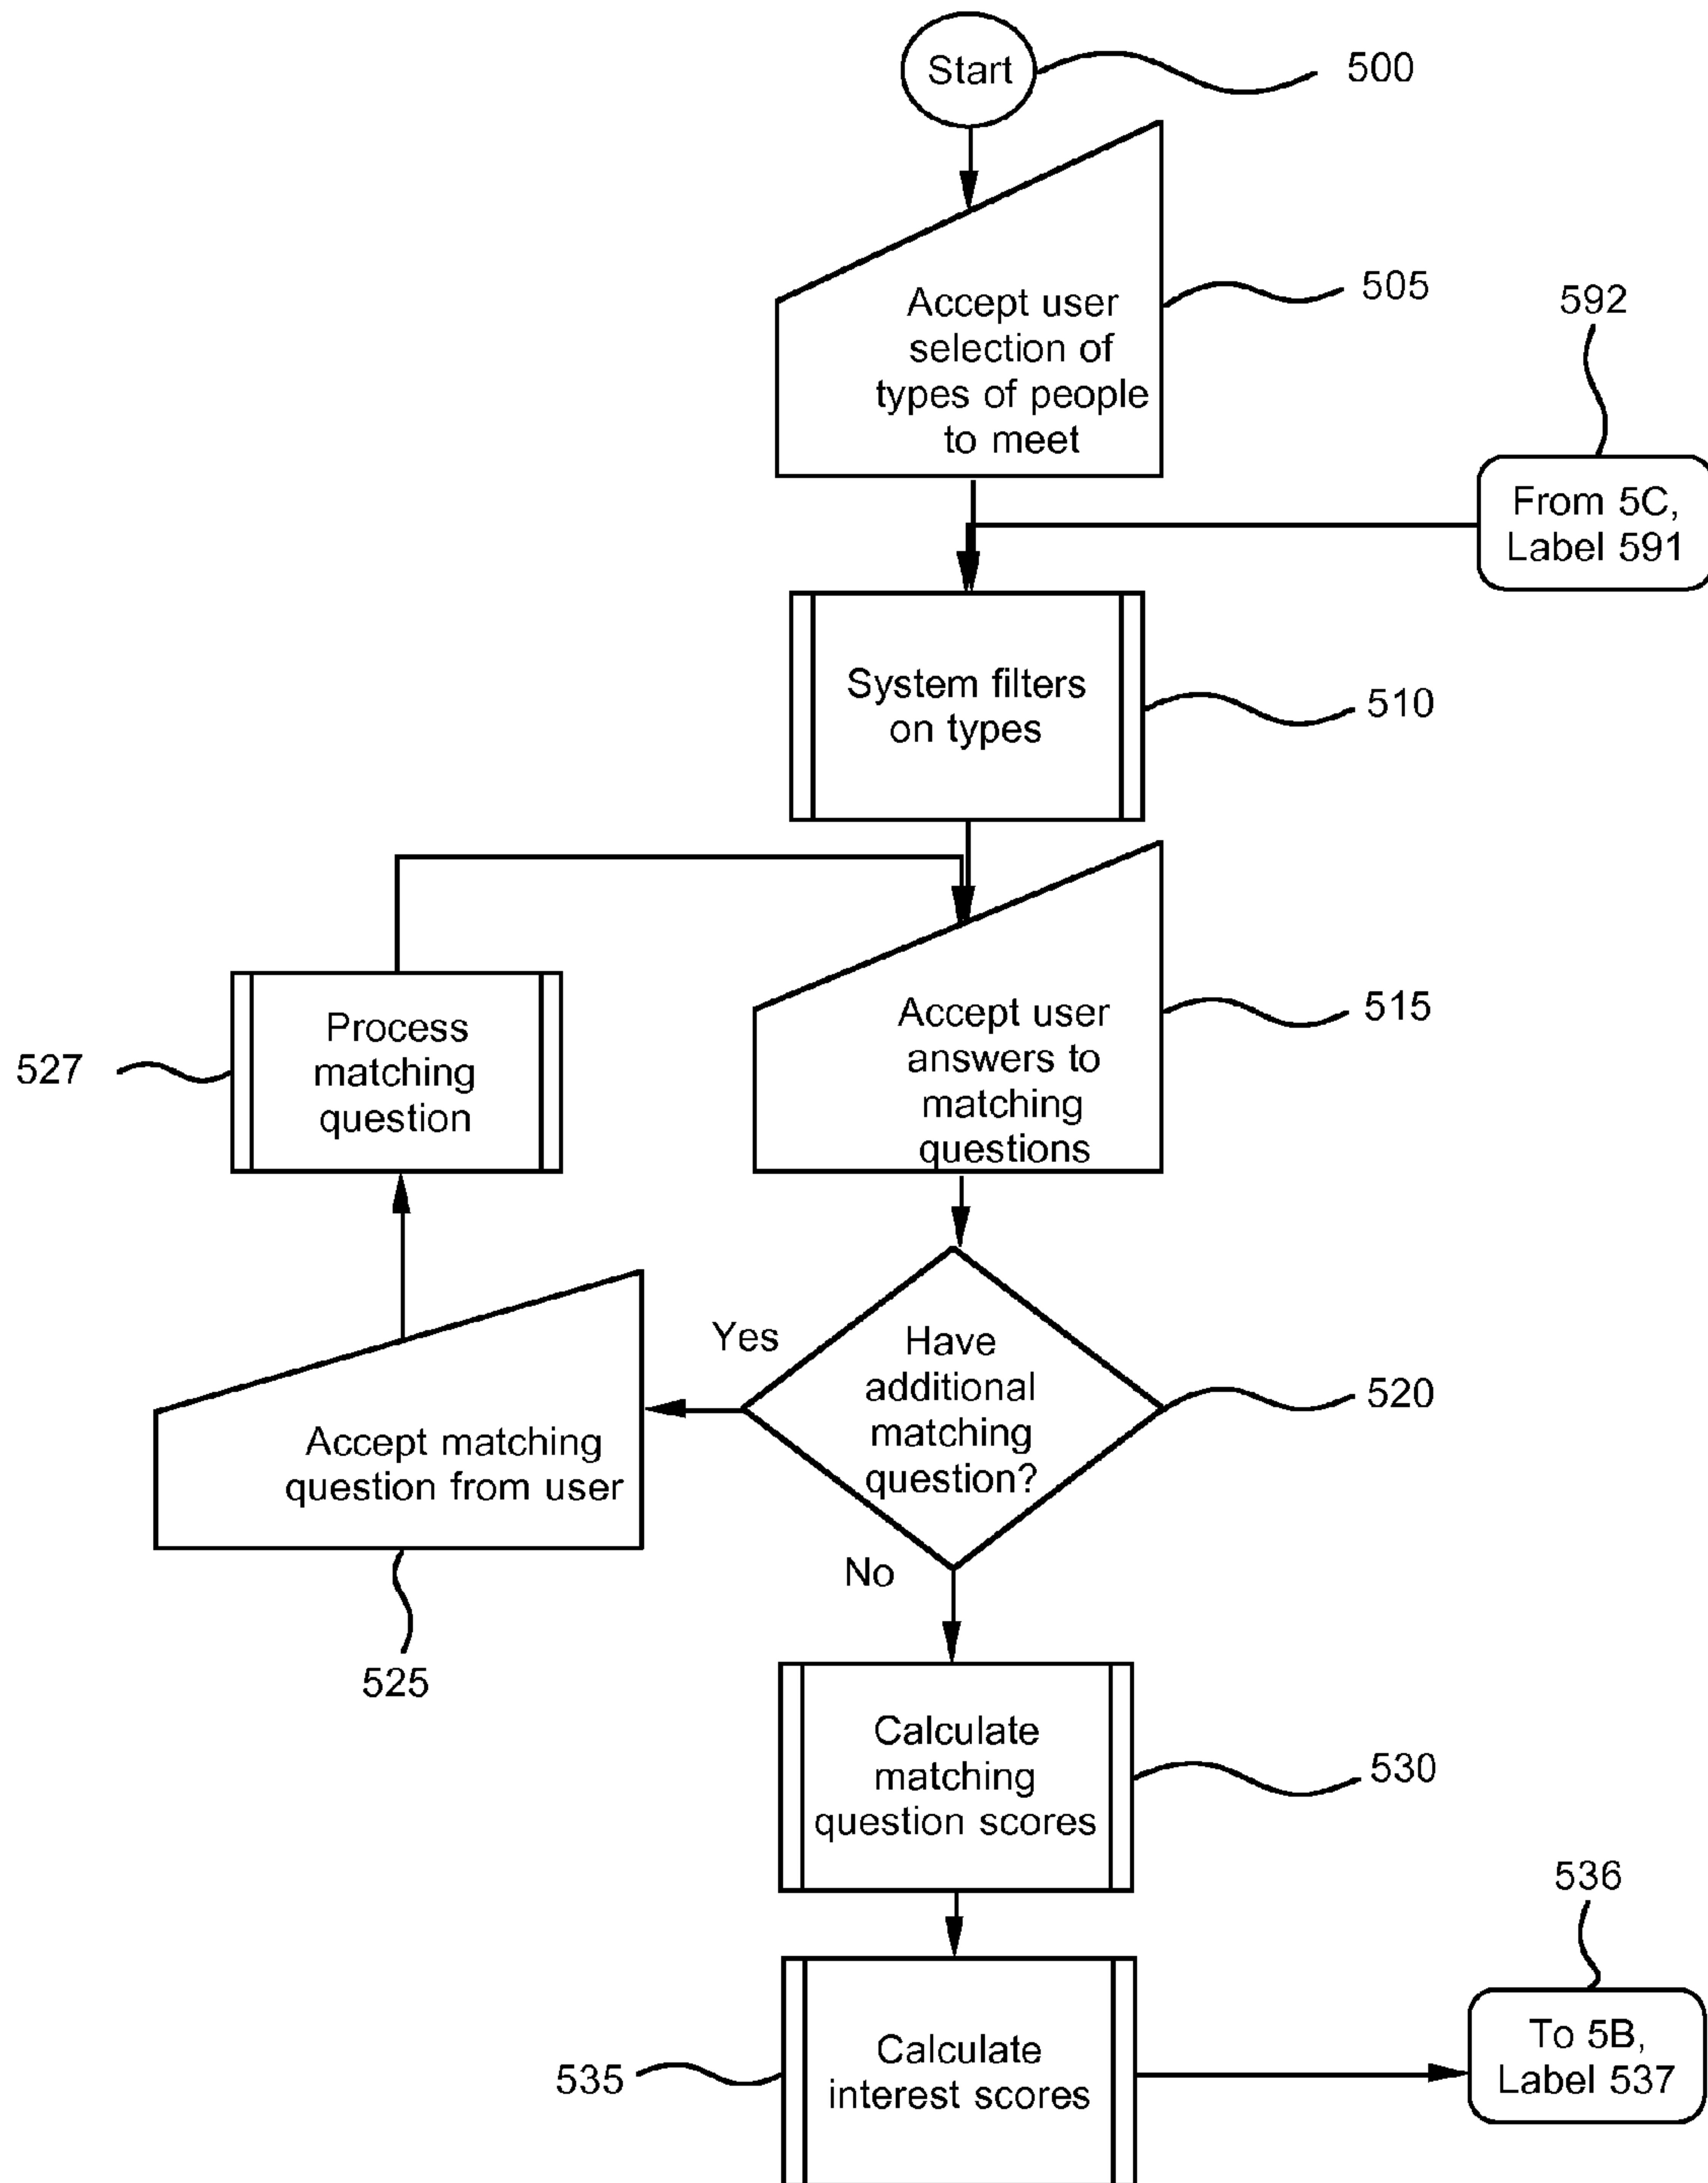 Start
500
Accept user
selection of
types of people
to meet
505
592
From 5C,
Label 591
System filters
on types
510
Process
matching
question
527
Accept user
answers to
matching
questions
515
Yes
Have
additional
matching
question?
520
Accept matching
question from user
525
No
Calculate
matching
question scores
530
536
Calculate
interest scores
535
To 5B,
Label 537